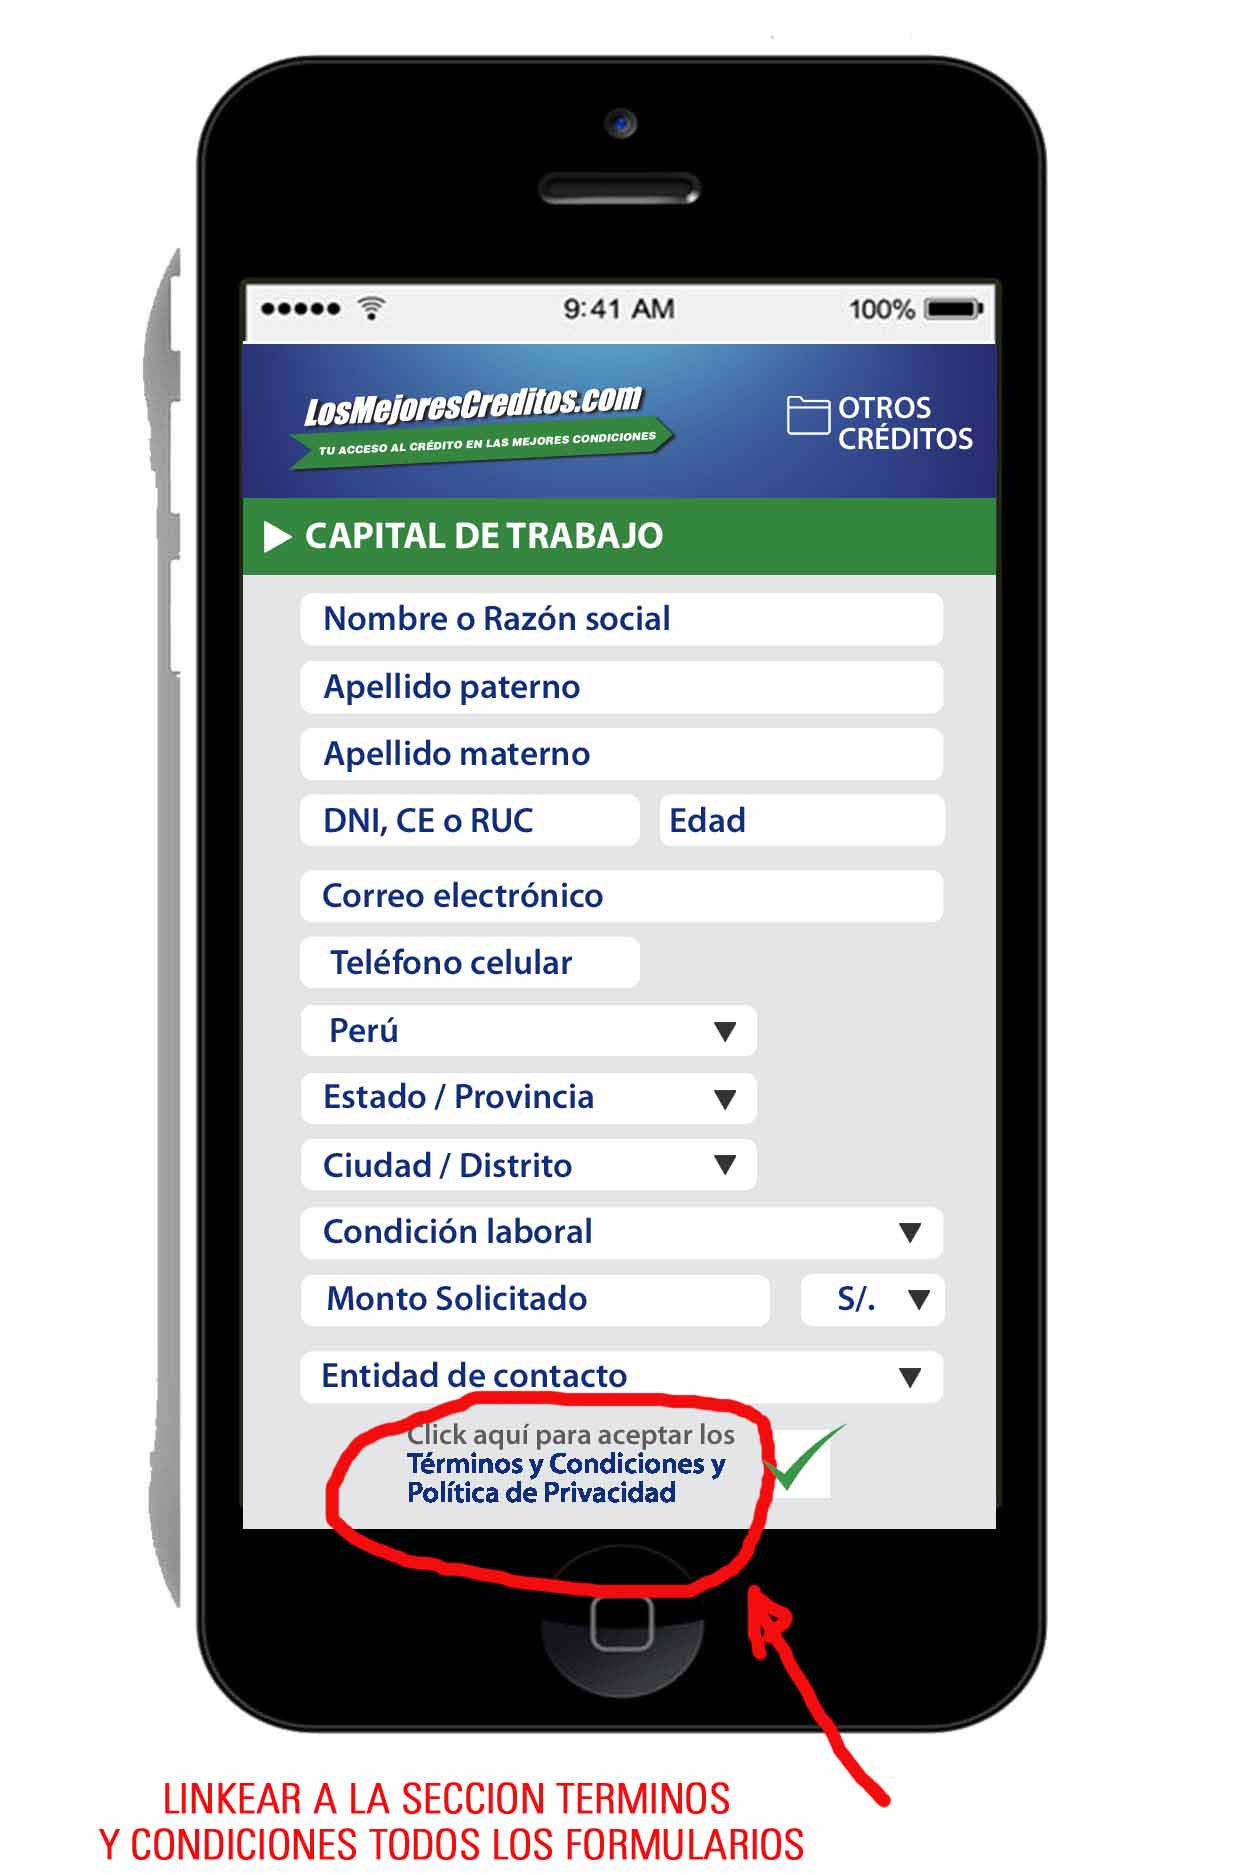 9:41 AM
100%
LosMejoresCreditos.com
TU ACCESO AL CRÉDITO EN LAS MEJORES CONDICIONES
OTROS
CRÉDITOS
CAPITAL DE TRABAJO
Nombre o Razón social
Apellido paterno
Apellido materno
DNI, CE o RUC
Edad
Correo electrónico
Teléfono celular
Perú
Estado / Provincia
Ciudad / Distrito
Condición laboral
Monto Solicitado
S/.
Entidad de contacto
Click aquí para aceptar los
Términos y Condiciones y
Política de Privacidad
LINKEAR A LA SECCION TERMINOS
Y CONDICIONES TODOS LOS FORMULARIOS